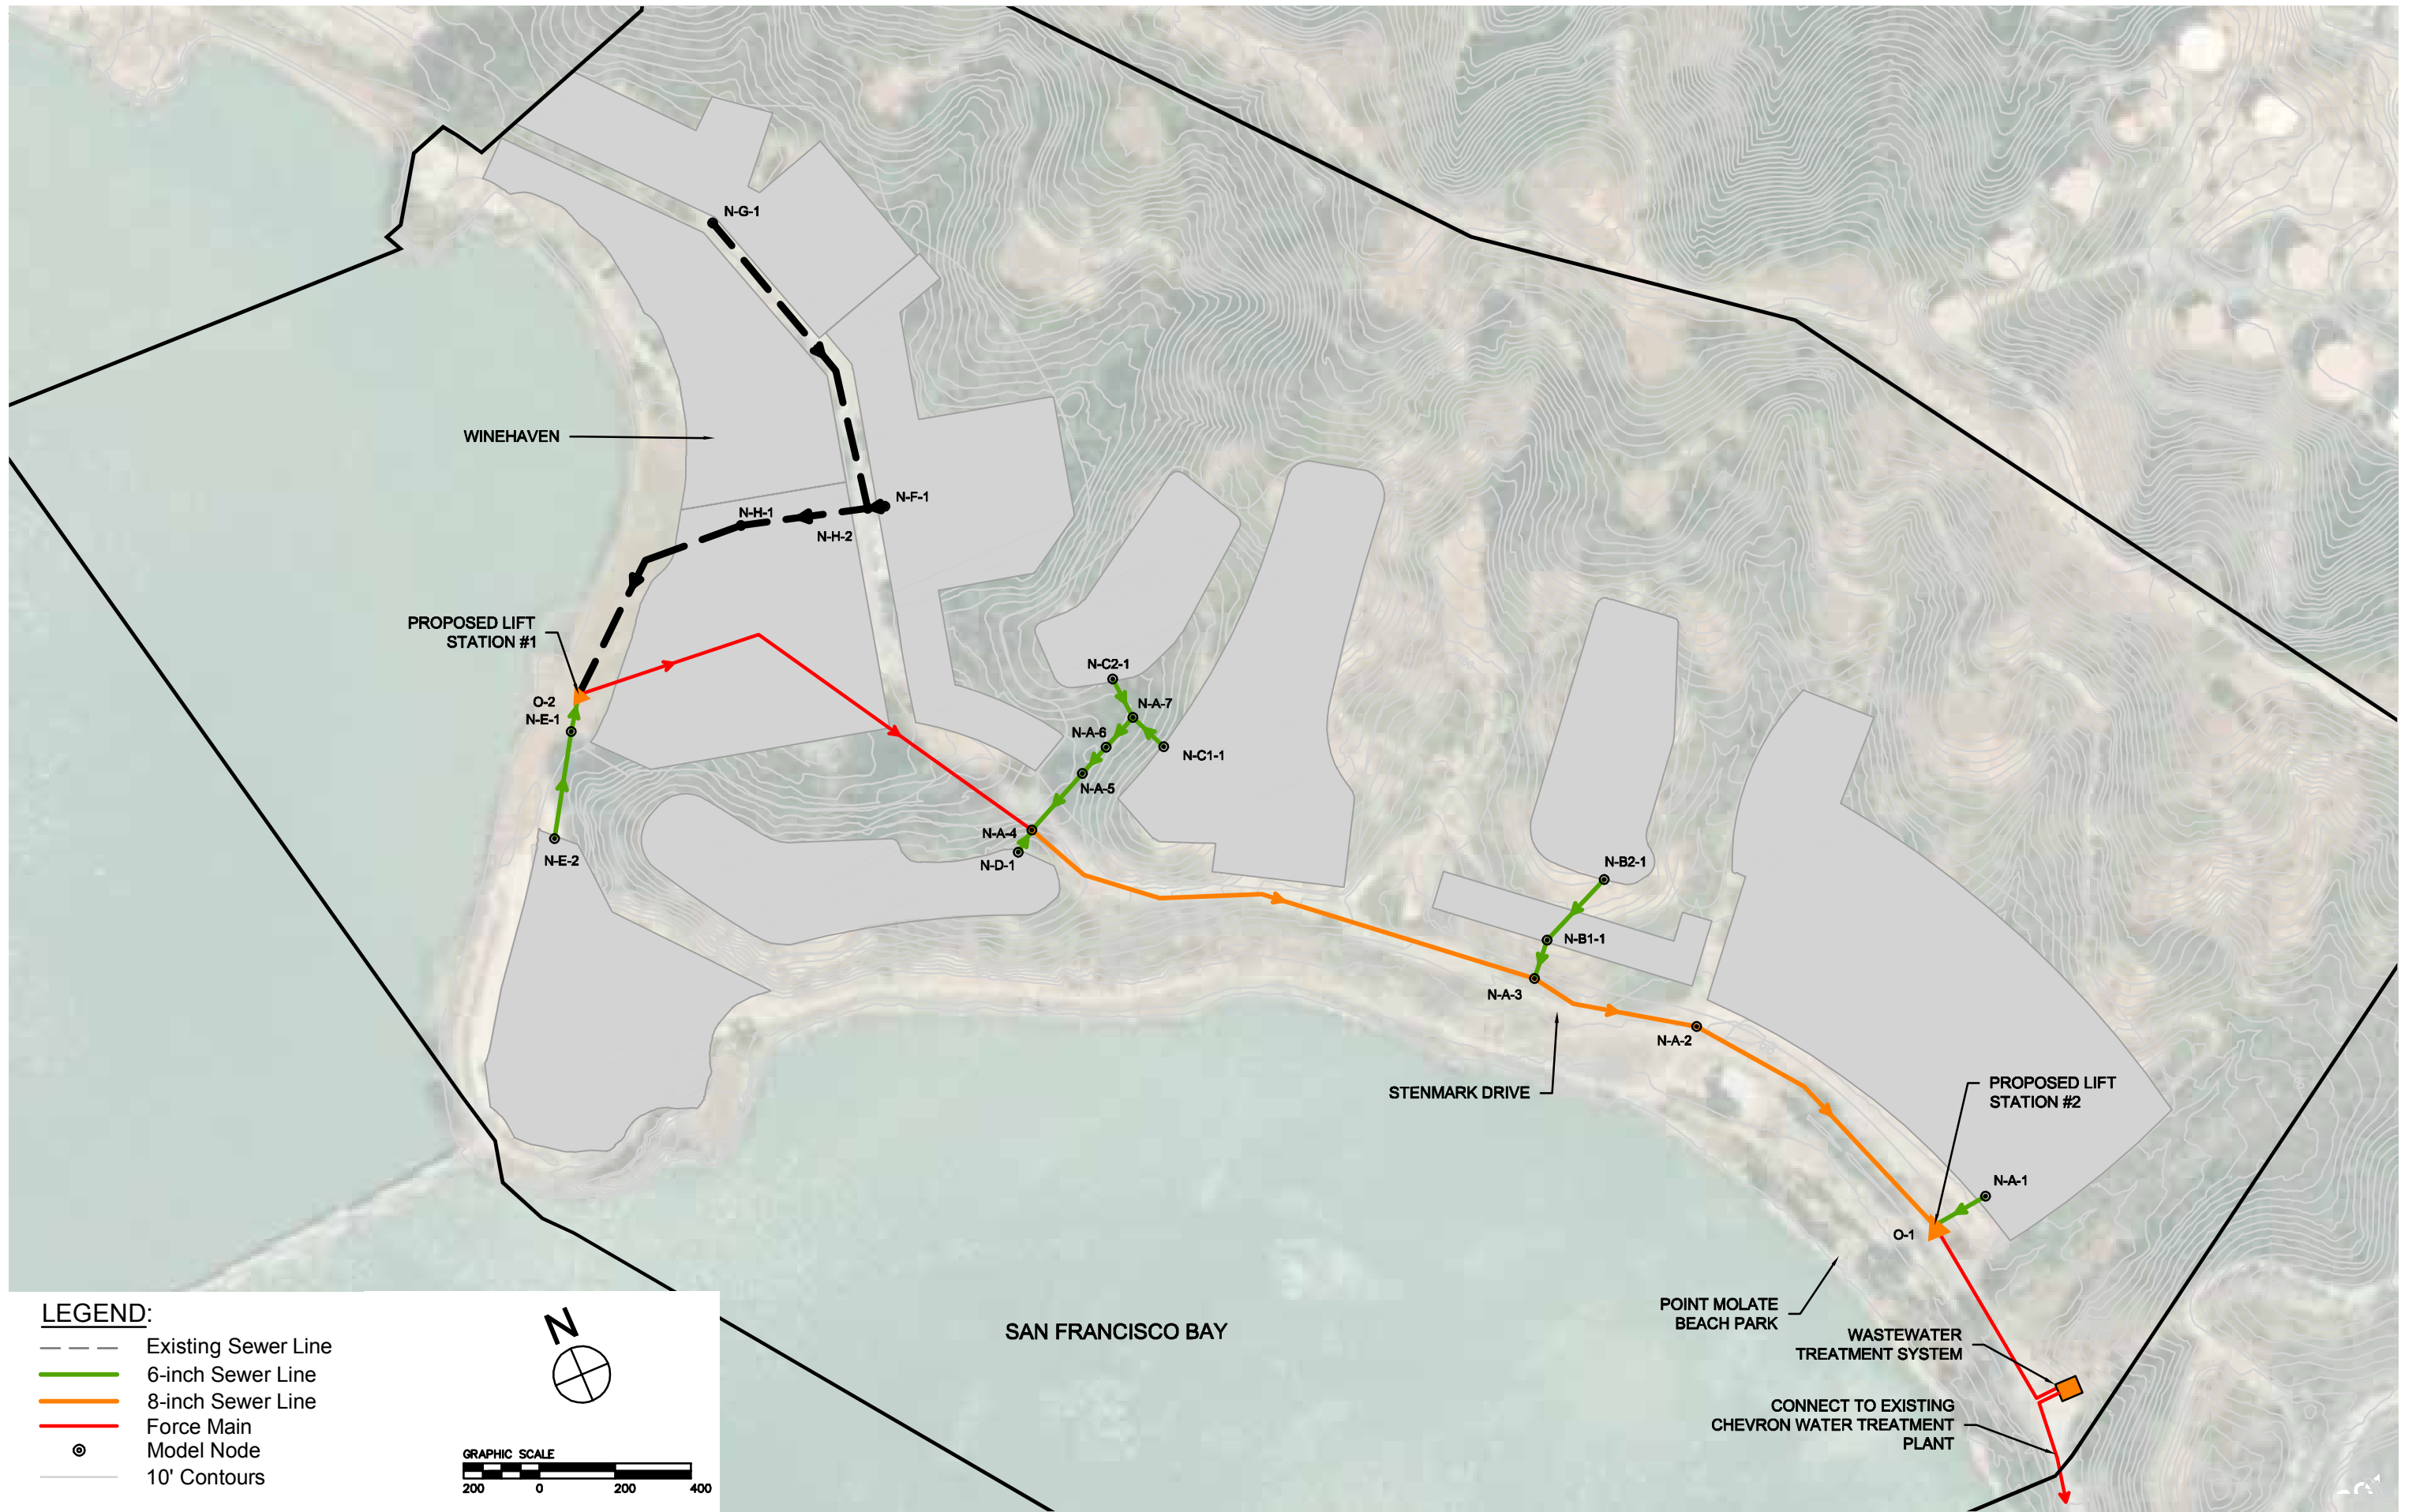 N-G-1
WINEHAVEN
N-F-1
N-H-1
N-H-2
PROPOSED LIFT
STATION #1
O-2
N-E-1
N-E-2
N-C2-1
N-A-7
N-A-6
N-C1-1
N-A-5
N-A-4
N-D-1
N-B2-1
N-B1-1
N-A-3
N-A-2
STENMARK DRIVE
PROPOSED LIFT
STATION #2
N-A-1
O-1
POINT MOLATE
BEACH PARK
WASTEWATER
TREATMENT SYSTEM
CONNECT TO EXISTING
CHEVRON WATER TREATMENT
PLANT
SAN FRANCISCO BAY
LEGEND:
Existing Sewer Line
6-inch Sewer Line
8-inch Sewer Line
Force Main
Model Node
10' Contours
N
GRAPHIC SCALE
200 0 200 400